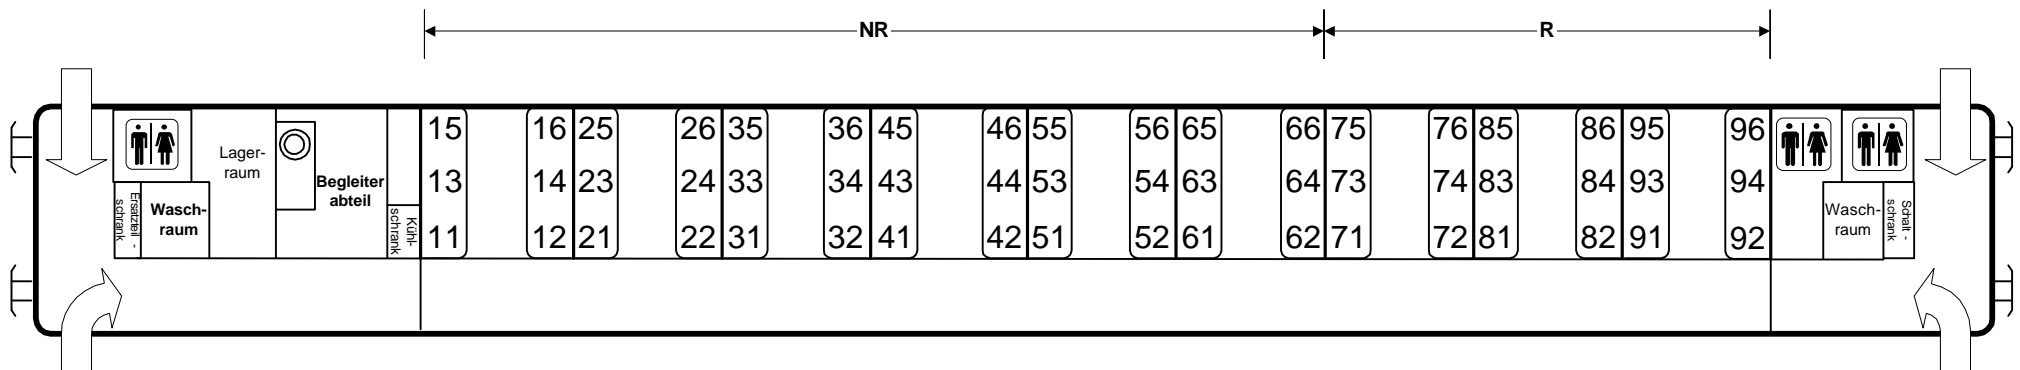 NR R
15 16 25 26 35 36 45 46 55 56 65 66 75 76 85 86 95 96
13 14 23 24 33 34 43 44 53 54 63 64 73 74 83 84 93 94
11 12 21 22 31 32 41 42 51 52 61 62 71 72 81 82 91 92
Lager-
raum
Begleiter
abteil
Ersatzteil -
schrank
Wasch-
raum
Kühl-
schrank
Wasch-
raum
Schalt -
schrank